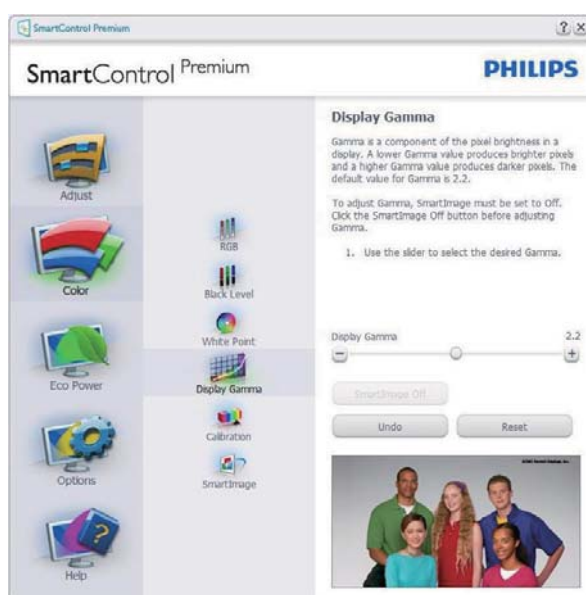 SmartControl Premium
? X
SmartControl Premium
PHILIPS
Adjust
Color
Eco Power
Options
Help
RGB
Black Level
White Point
Display Gamma
Calibration
SmartImage
Display Gamma
Gamma is a component of the pixel brightness in a
display. A lower Gamma value produces brighter pixels
and a higher Gamma value produces darker pixels. The
default value for Gamma is 2.2.
To adjust Gamma, SmartImage must be set to Off.
Click the SmartImage Off button before adjusting
Gamma.
1. Use the slider to select the desired Gamma.
Display Gamma 2.2
SmartImage Off
Undo Reset